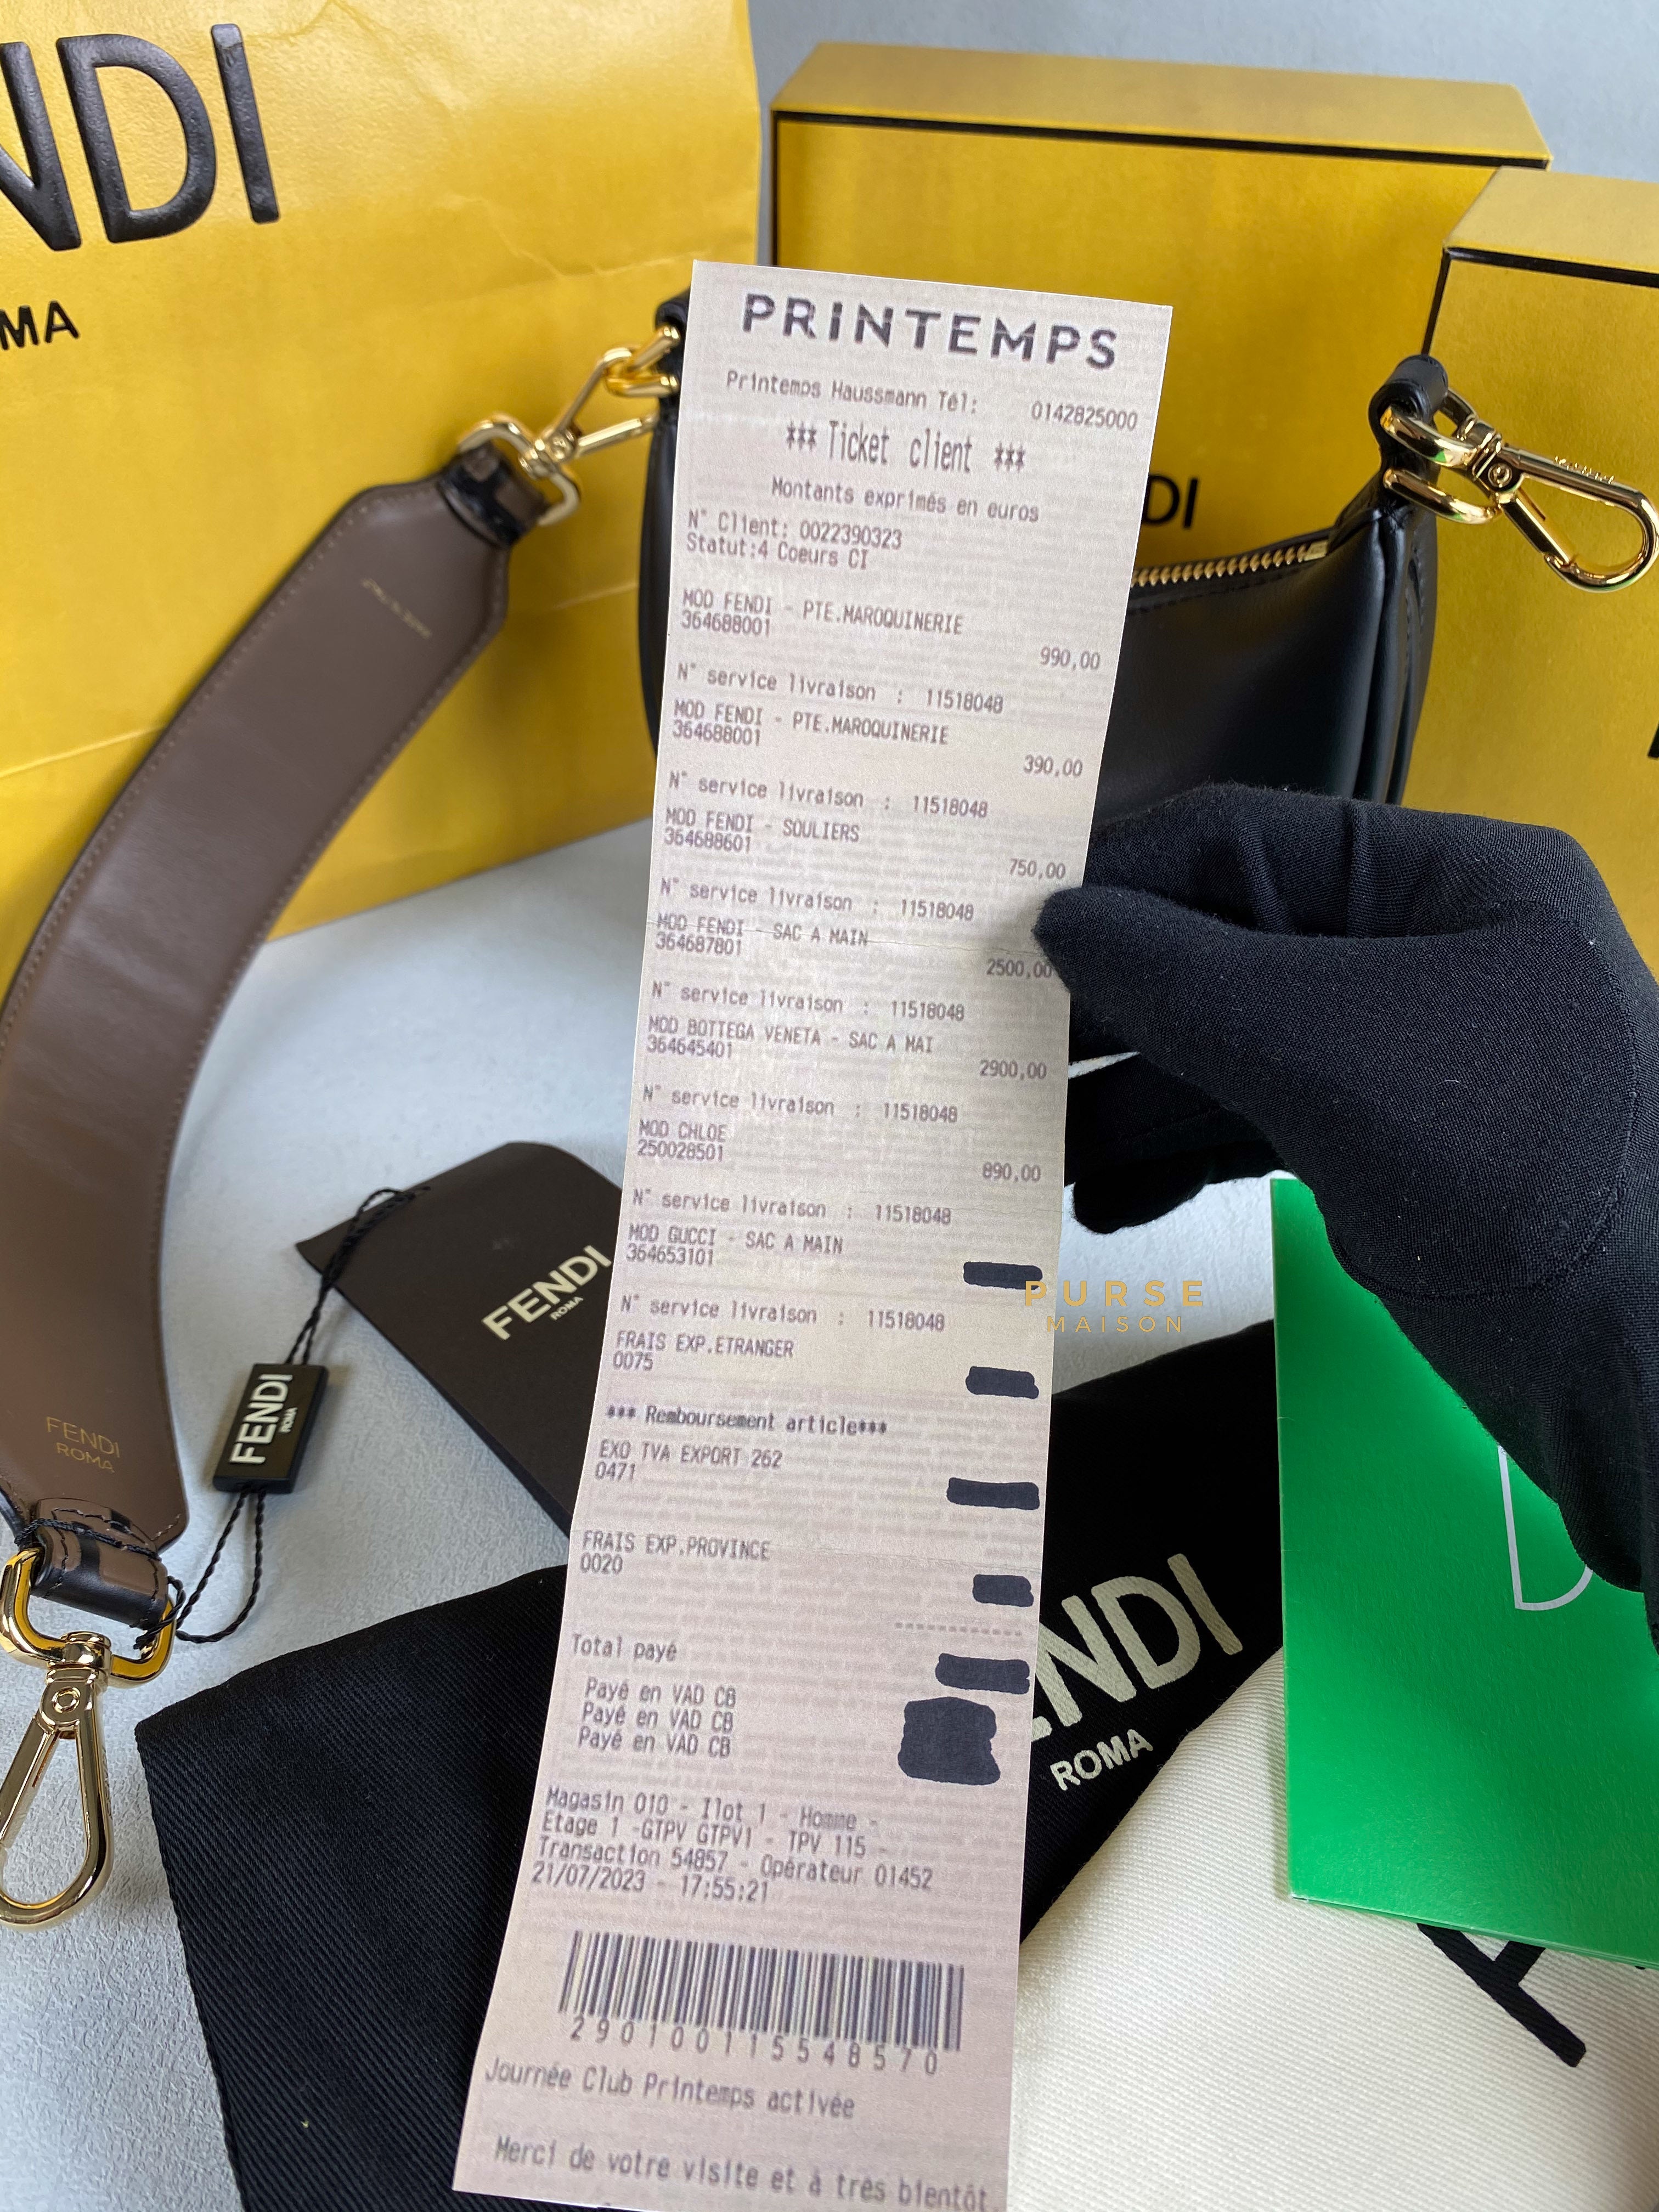 NDI
MA
PRINTEMPS
Printemps Haussmann Tél: 0142825000
*** Ticket client ***
Montants exprimés en euros
N° Client: 0022390323
Statut:4 Coeurs CI
MOD FENDI - PTE.MAROQUINERIE
364688001
990,00
N° service livraison : 11518048
MOD FENDI - PTE.MAROQUINERIE
364688001
390,00
N° service livraison : 11518048
MOD FENDI - SOULIERS
364688601
750,00
N° service livraison : 11518048
MOD FENDI - SAC A MAIN
364687801
2500,00
N° service livraison : 11518048
MOD BOTTEGA VENETA - SAC A MAI
364645401
2900,00
N° service livraison : 11518048
MOD CHLOE
250028501
890,00
N° service livraison : 11518048
MOD GUCCI - SAC A MAIN
364653101
N° service livraison : 11518048
FRAIS EXP.ETRANGER
0075
*** Remboursement article***
EXO TVA EXPORT 262
0471
FRAIS EXP.PROVINCE
0020
Total payé
Payé en VAD CB
Payé en VAD CB
Payé en VAD CB
Magasin 010 - Ilot 1 - Homme -
Etage 1 -GTPV GTPV1 - TPV 115 -
Transaction 54857 - Opérateur 01452
21/07/2023 - 17:55:21
290100115548570
Journée Club Printemps activée
Merci de votre visite et à très bientôt
DI
PURSE
MAISON
FENDI
ROMA
FENDI
ROMA
FENDI
ROMA
ENDI
ROMA